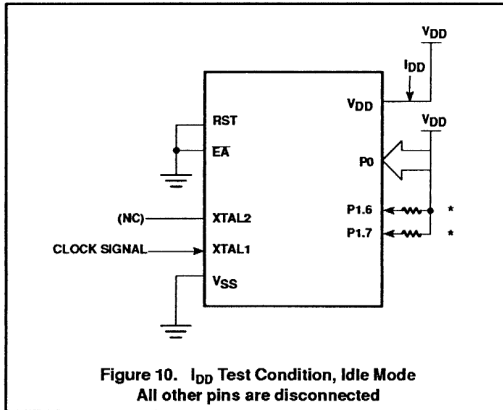 VDD
IDD
VDD
VDD
RST
EA
P0
(NC)
XTAL2
P1.6
*
CLOCK SIGNAL
XTAL1
P1.7
*
VSS
Figure 10. IDD Test Condition, Idle Mode
All other pins are disconnected